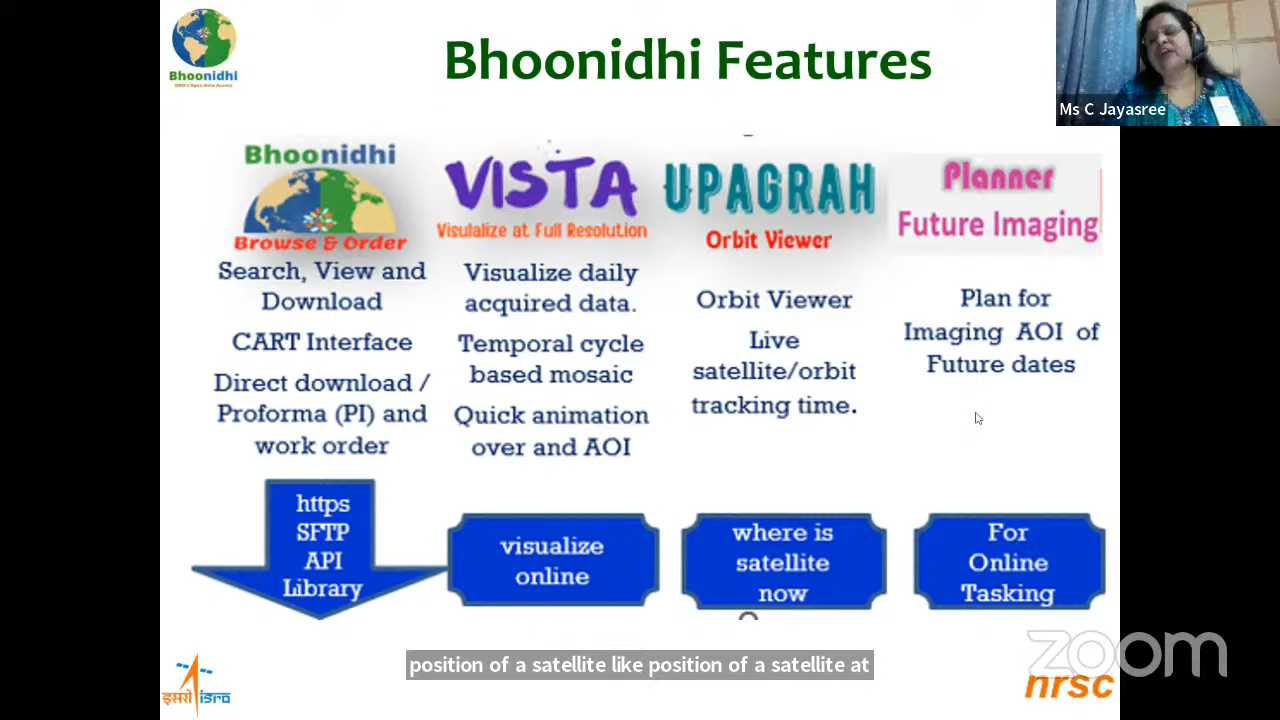 Bhoonidhi
Bhoonidhi Features
Ms C Jayasree
Bhoonidhi
Browse & Order
Search, View and
Download
CART Interface
Direct download /
Proforma (PI) and
work order
https
SFTP
API
Library
VISTA
Visulalize at Full Resolution
Visualize daily
acquired data.
Temporal cycle
based mosaic
Quick animation
over and AOI
visualize
online
UPAGRAH
Orbit Viewer
Orbit Viewer
Live
satellite/orbit
tracking time.
where is
satellite
now
Planner
Future Imaging
Plan for
Imaging AOI of
Future dates
For
Online
Tasking
position of a satellite like position of a satellite at
इसरो isro
zoom
nrsc